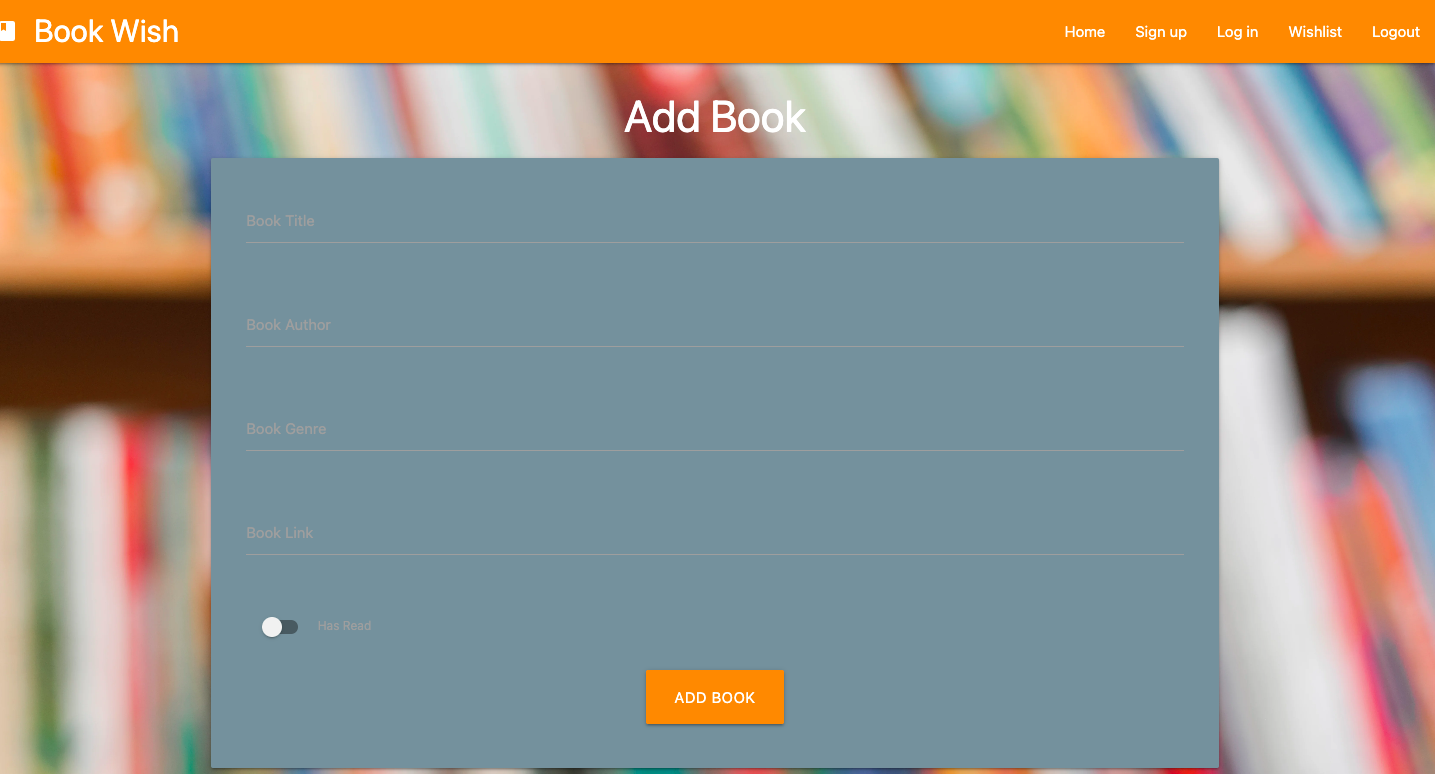 Book Wish
Home Sign up Log in Wishlist Logout
Add Book
Book Title
Book Author
Book Genre
Book Link
Has Read
ADD BOOK